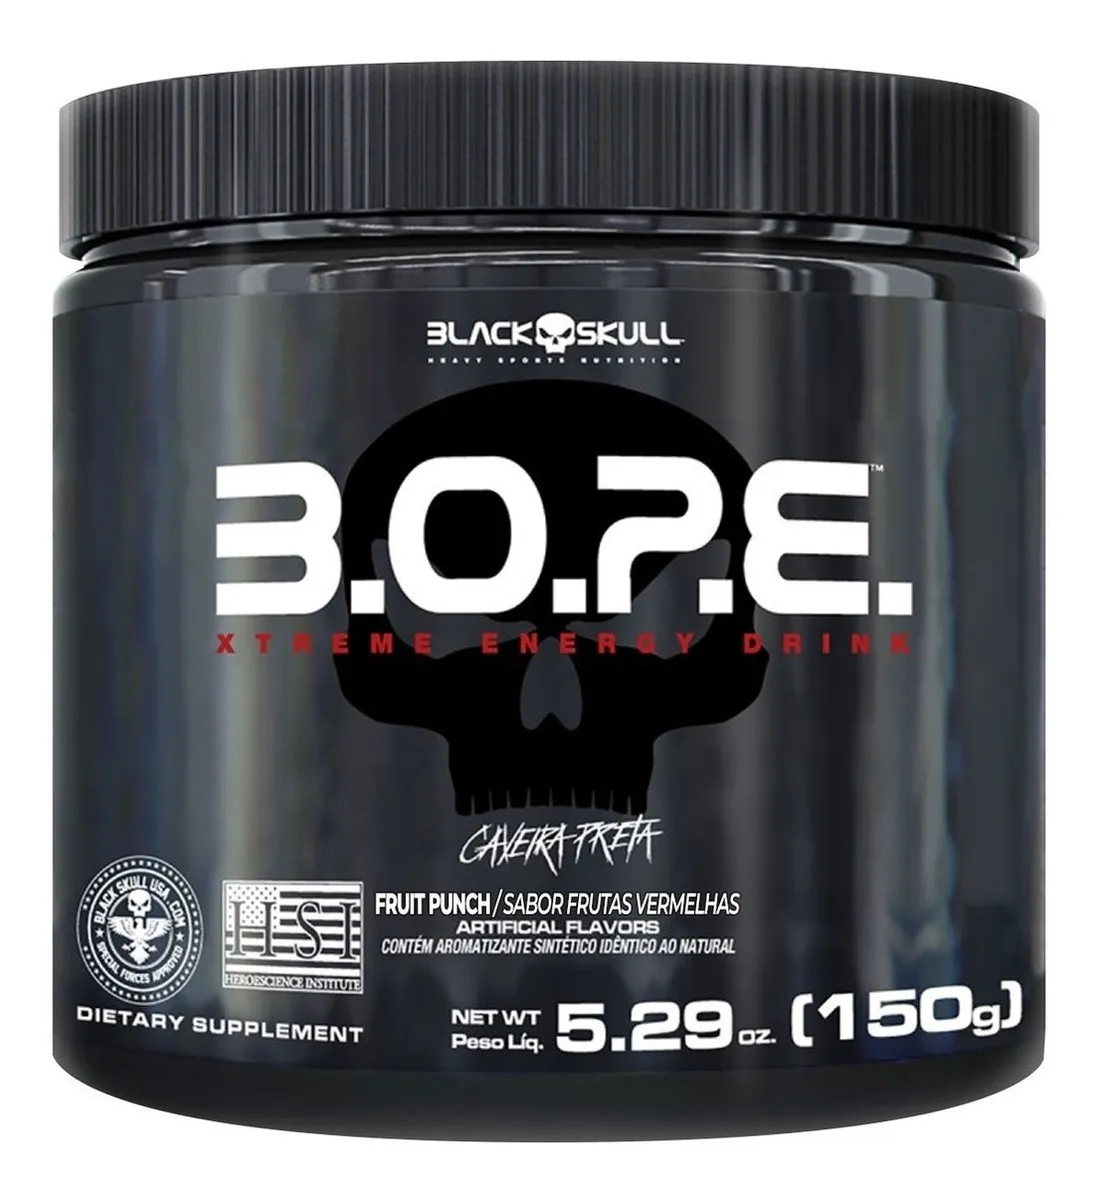 BLACK SKULL
HEAVY SPORTS NUTRITION
B.O.P.E.™
XTREME ENERGY DRINK
CAVEIRA PRETA
FRUIT PUNCH/SABOR FRUTAS VERMELHAS
ARTIFICIAL FLAVORS
CONTÉM AROMATIZANTE SINTÉTICO IDÊNTICO AO NATURAL
BLACK SKULL USA .COM
SPECIAL FORCES APPROVED
HSI
HEROESCIENCE INSTITUTE
DIETARY SUPPLEMENT
NET WT
Peso Líq. 5.29 oz. (150g)